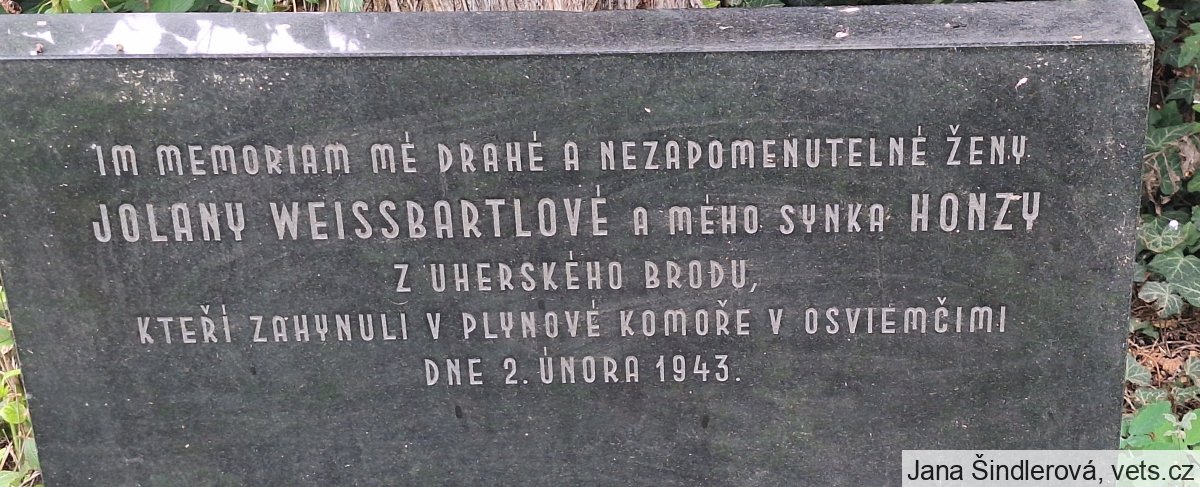 IM MEMORIAM MÉ DRAHÉ A NEZAPOMENUTELNÉ ŽENY
JOLANY WEISSBARTLOVÉ A MÉHO SYNKA HONZY
Z UHERSKÉHO BRODU,
KTEŘÍ ZAHYNULI V PLYNOVÉ KOMOŘE V OSVIEMČIMI
DNE 2. ÚNORA 1943.
Jana Šindlerová, vets.cz